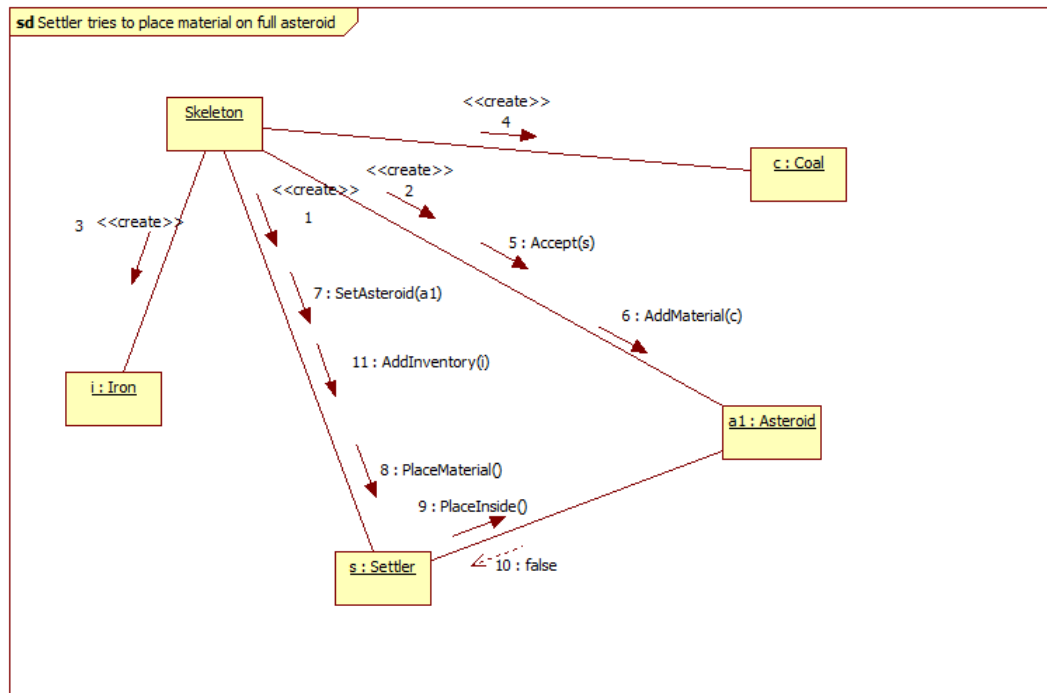 sd Settler tries to place material on full asteroid
<<create>>
4
Skeleton
c : Coal
<<create>>
2
<<create>>
1
3
<<create>>
5 : Accept(s)
7 : SetAsteroid(a1)
6 : AddMaterial(c)
11 : AddInventory(i)
i : Iron
a1 : Asteroid
8 : PlaceMaterial()
9 : PlaceInside()
s : Settler
10 : false